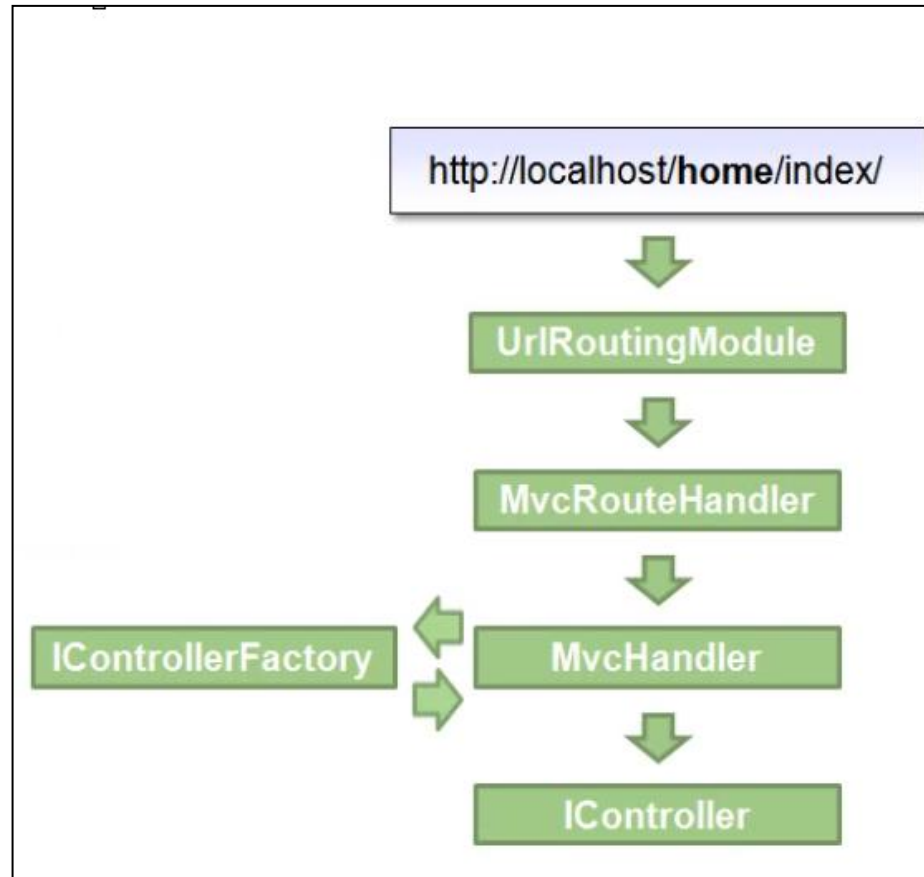 http://localhost/home/index/
UrlRoutingModule
MvcRouteHandler
IControllerFactory
MvcHandler
IController